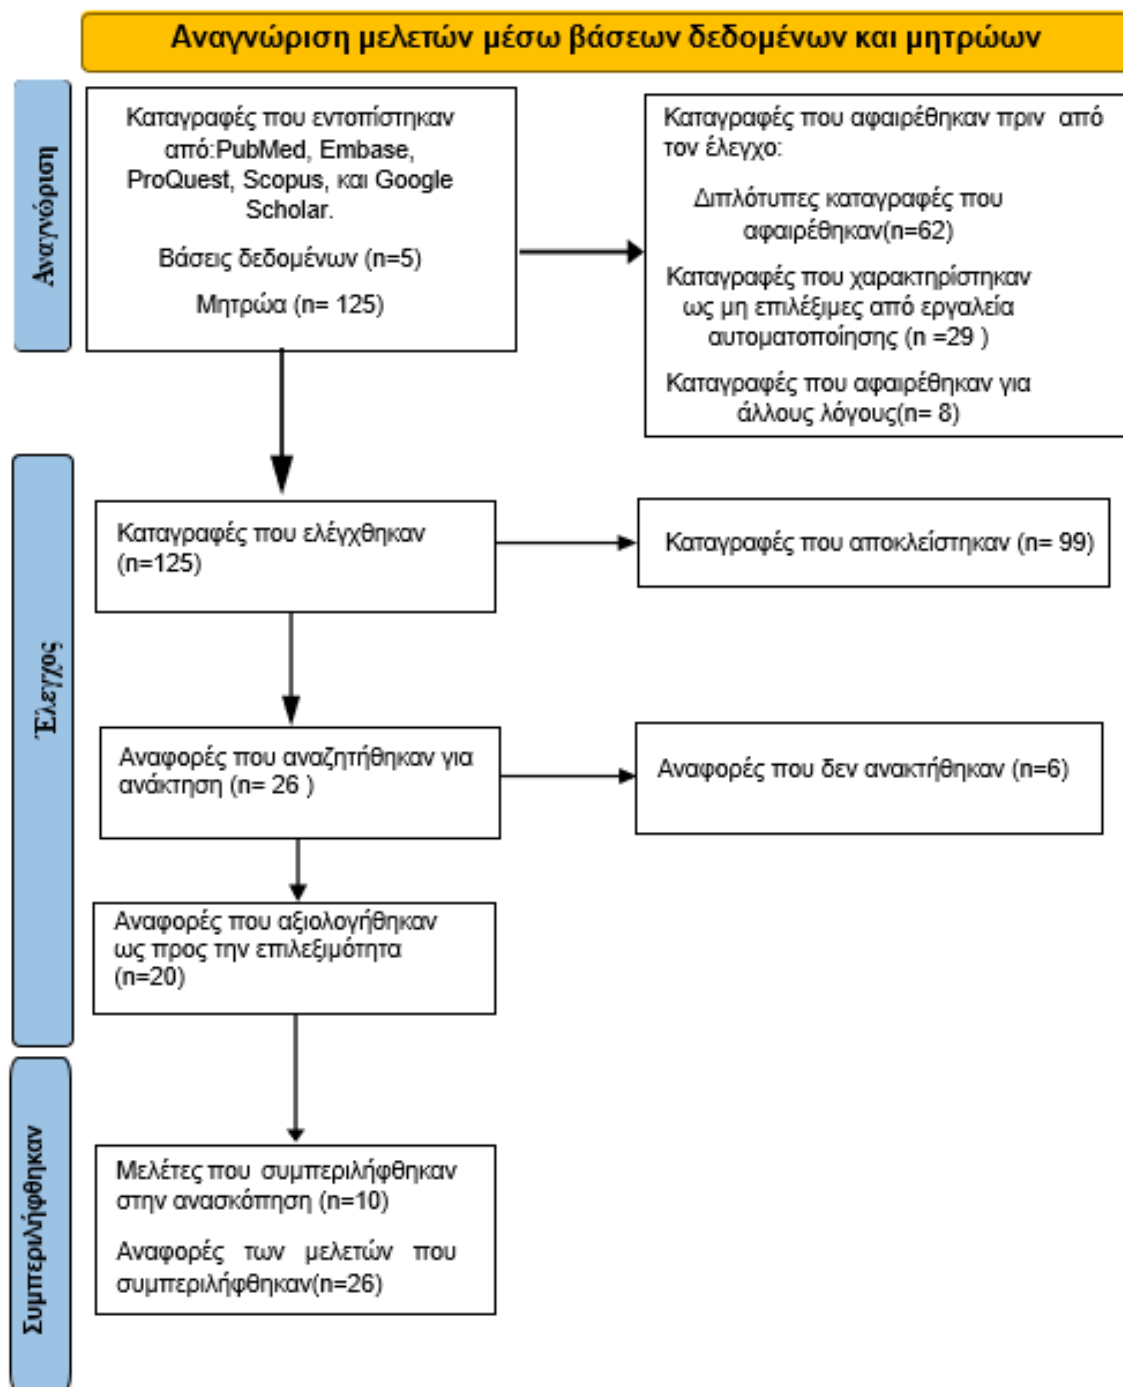 Αναγνώριση μελετών μέσω βάσεων δεδομένων και μητρώων
Αναγνώριση
Καταγραφές που εντοπίστηκαν
από:PubMed, Embase,
ProQuest, Scopus, και Google
Scholar.
Βάσεις δεδομένων (n=5)
Μητρώα (n= 125)
Καταγραφές που αφαιρέθηκαν πριν από
τον έλεγχο:
Διπλότυπες καταγραφές που
αφαιρέθηκαν(n=62)
Καταγραφές που χαρακτηρίστηκαν
ως μη επιλέξιμες από εργαλεία
αυτοματοποίησης (n =29 )
Καταγραφές που αφαιρέθηκαν για
άλλους λόγους(n= 8)
Έλεγχος
Καταγραφές που ελέγχθηκαν
(n=125)
Καταγραφές που αποκλείστηκαν (n= 99)
Αναφορές που αναζητήθηκαν για
ανάκτηση (n= 26 )
Αναφορές που δεν ανακτήθηκαν (n=6)
Αναφορές που αξιολογήθηκαν
ως προς την επιλεξιμότητα
(n=20)
Συμπεριλήφθηκαν
Μελέτες που συμπεριλήφθηκαν
στην ανασκόπηση (n=10)
Αναφορές των μελετών που
συμπεριλήφθηκαν(n=26)